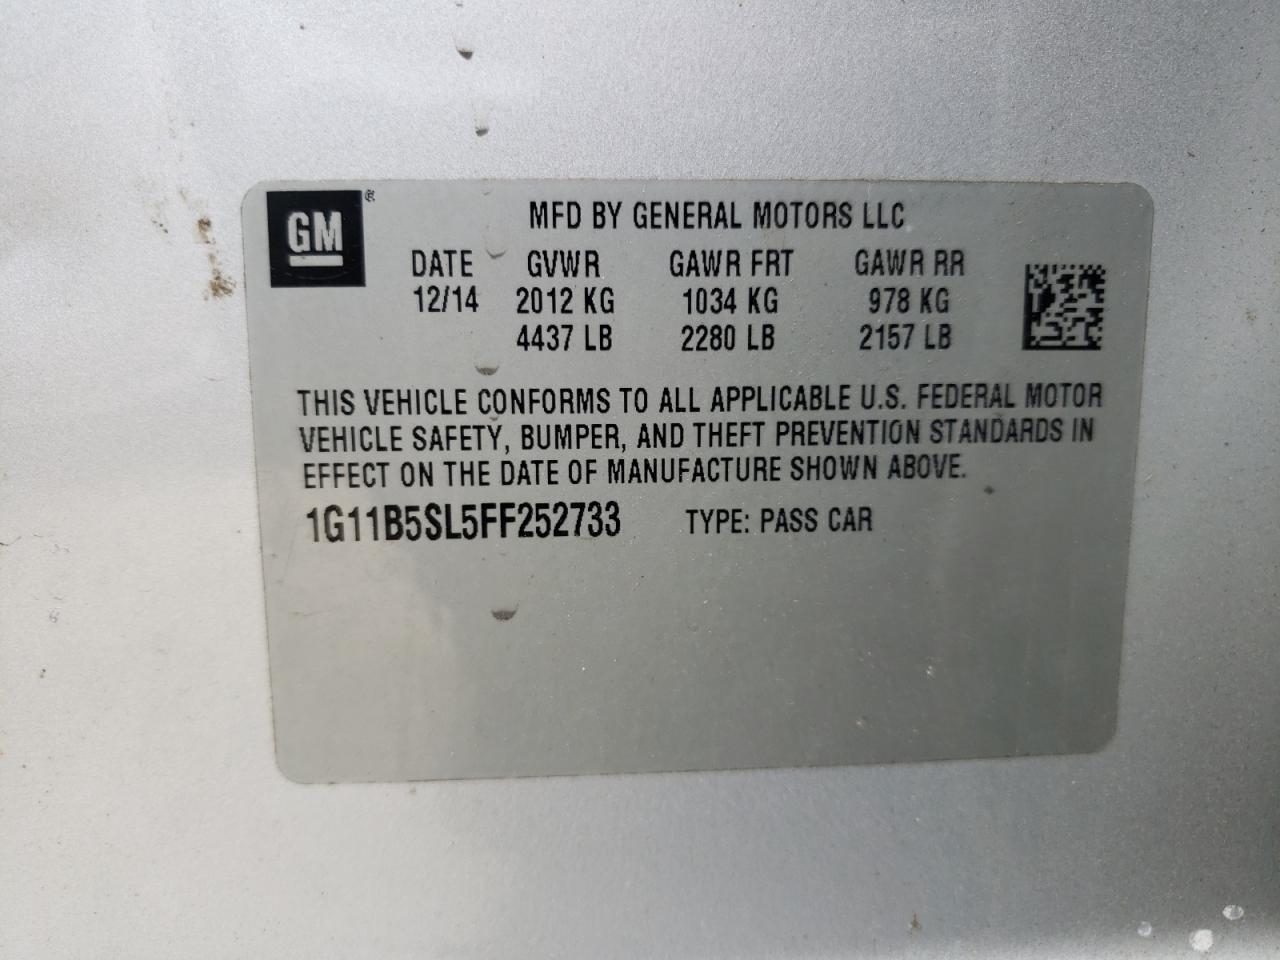 GM ®
MFD BY GENERAL MOTORS LLC
DATE GVWR GAWR FRT GAWR RR
12/14 2012 KG 1034 KG 978 KG
4437 LB 2280 LB 2157 LB
THIS VEHICLE CONFORMS TO ALL APPLICABLE U.S. FEDERAL MOTOR
VEHICLE SAFETY, BUMPER, AND THEFT PREVENTION STANDARDS IN
EFFECT ON THE DATE OF MANUFACTURE SHOWN ABOVE.
1G11B5SL5FF252733 TYPE: PASS CAR